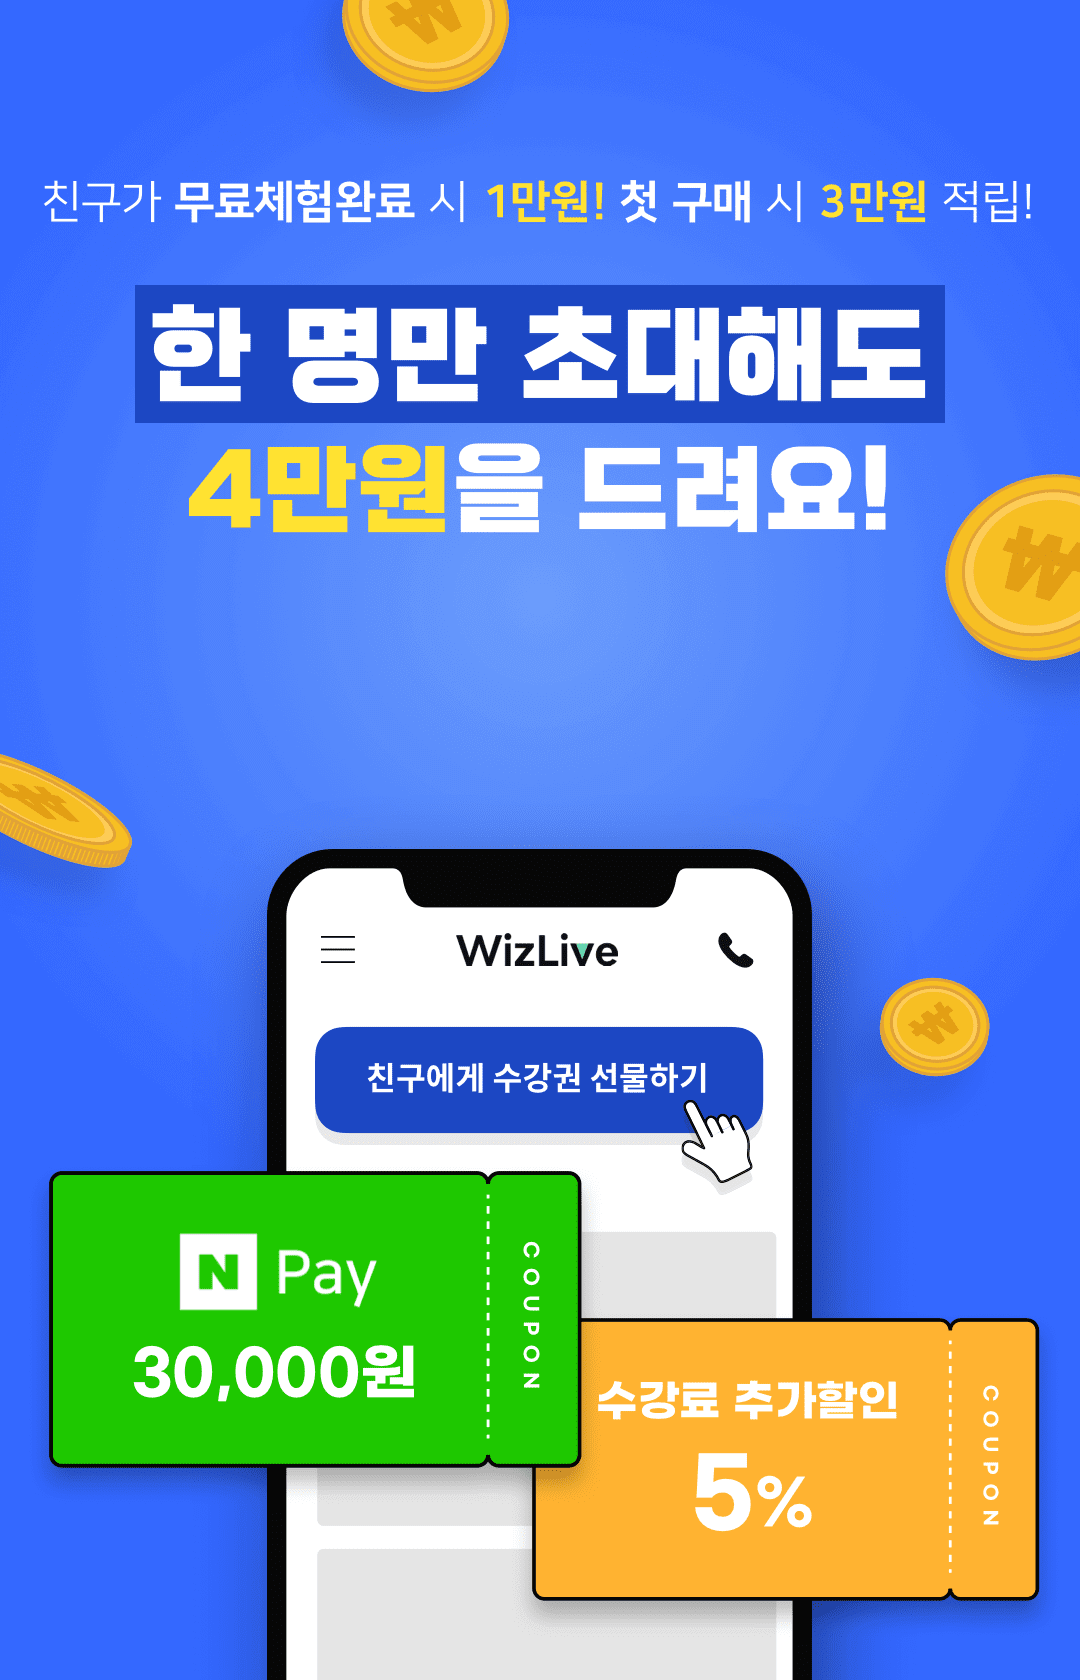 친구가 무료체험완료 시 1만원! 첫 구매 시 3만원 적립!
한 명만 초대해도
4만원을 드려요!
WizLive
친구에게 수강권 선물하기
N Pay
30,000원
COUPON
수강료 추가할인
5%
COUPON